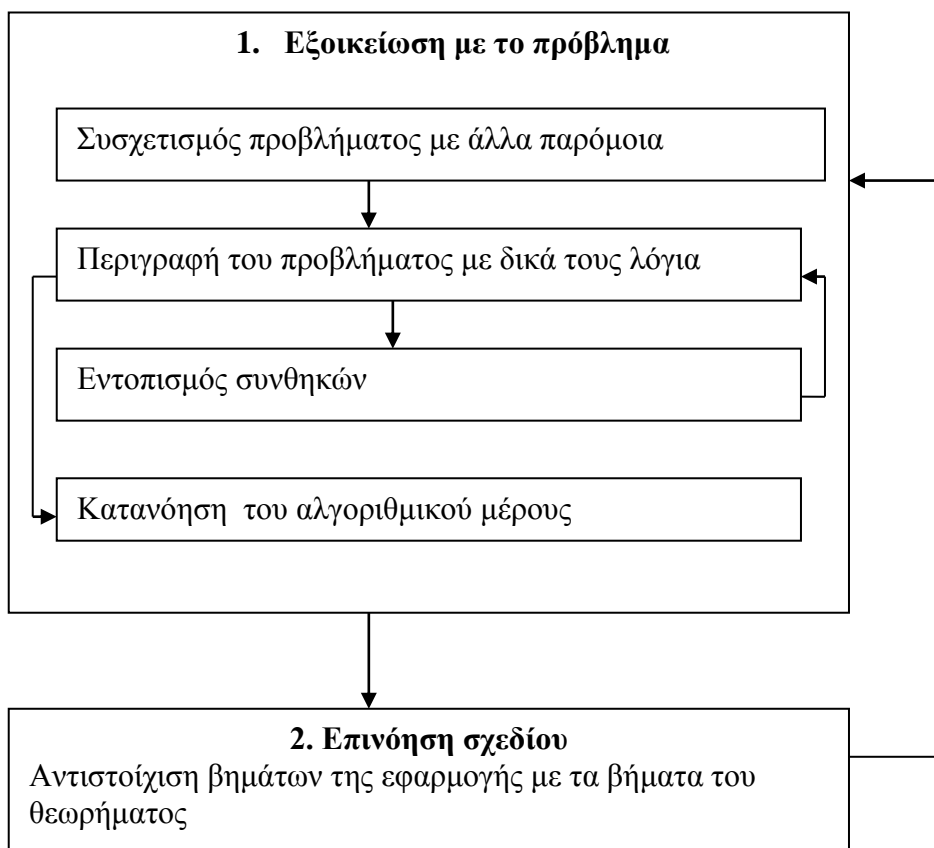 1. Εξοικείωση με το πρόβλημα
Συσχετισμός προβλήματος με άλλα παρόμοια
Περιγραφή του προβλήματος με δικά τους λόγια
Εντοπισμός συνθηκών
Κατανόηση του αλγοριθμικού μέρους
2. Επινόηση σχεδίου
Αντιστοίχιση βημάτων της εφαρμογής με τα βήματα του
θεωρήματος